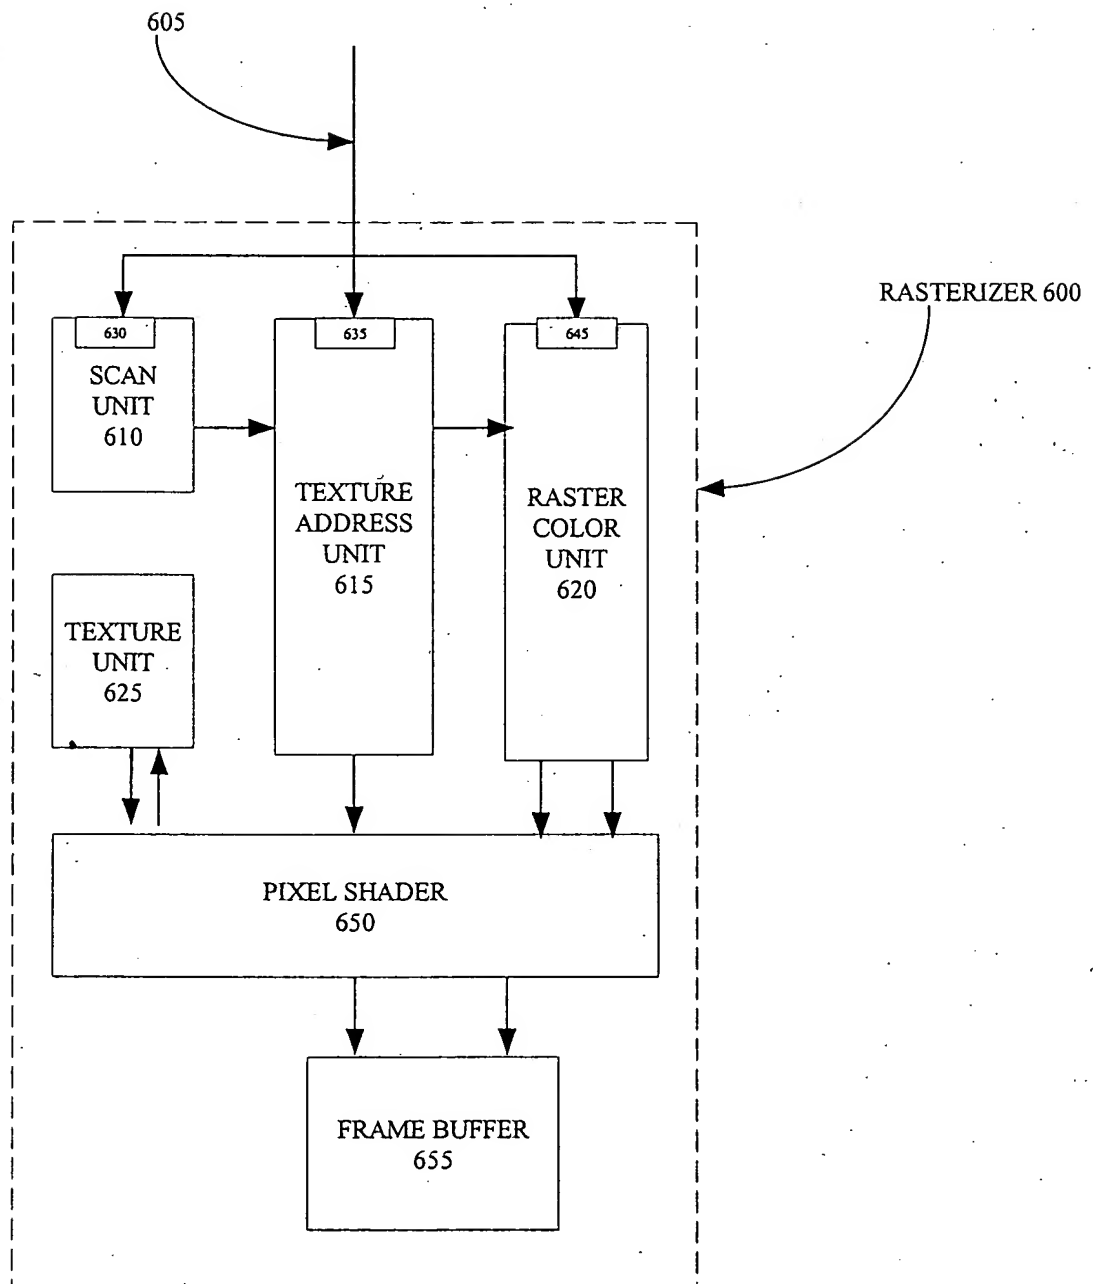 605
RASTERIZER 600
630
635
645
SCAN
UNIT
610
TEXTURE
ADDRESS
UNIT
615
RASTER
COLOR
UNIT
620
TEXTURE
UNIT
625
PIXEL SHADER
650
FRAME BUFFER
655